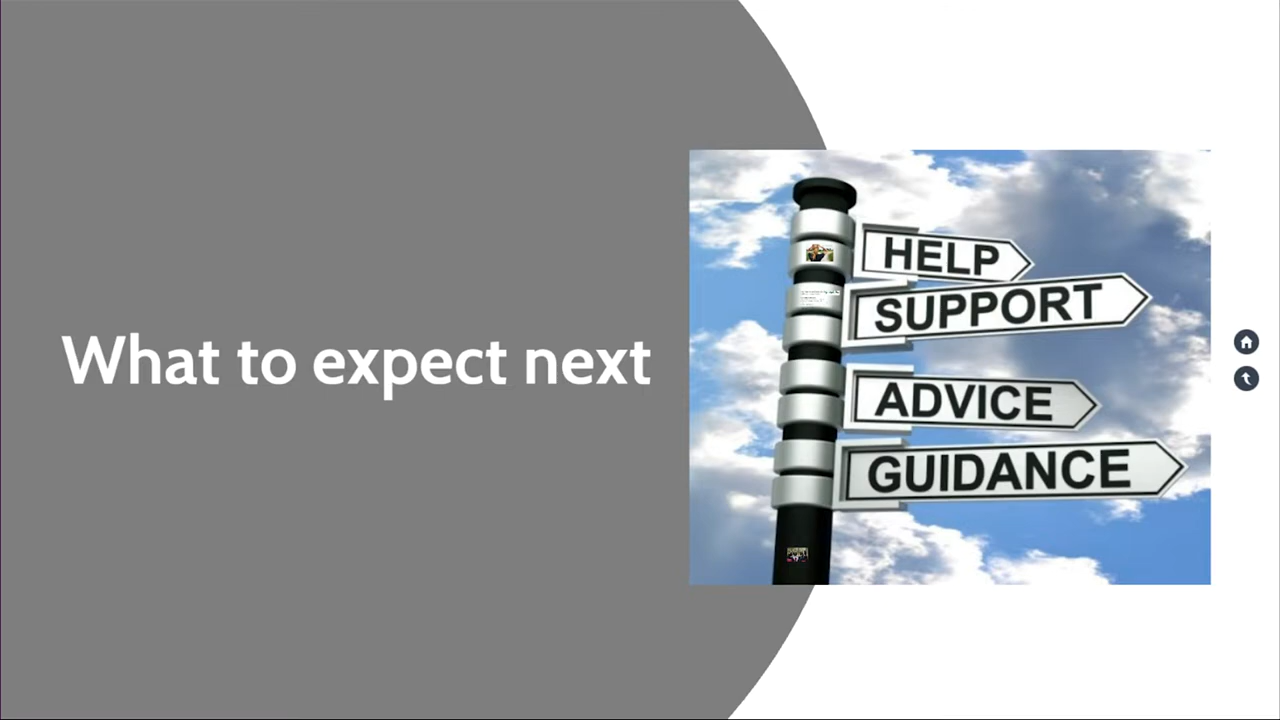 What to expect next
HELP
SUPPORT
ADVICE
GUIDANCE